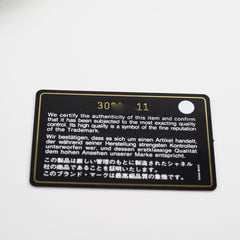 30 11
We certify the authenticity of this item and confirm
that it has been subjected to the most exacting quality
control. Its high quality is a symbol of the fine reputation
of the Trademark.
Wir bestätigen, dass es sich um einen Artikel handelt,
der während seiner Herstellung strengsten Kontrollen
unterworfen war, und dessen erstklassige Qualität
dem hohen Ansehen unserer Marke entspricht.
この製品は厳しい管理のもとに製造されたシャネル
社の商品であることを証明致します。
このブランド・マークは最高級品質の象徴です。